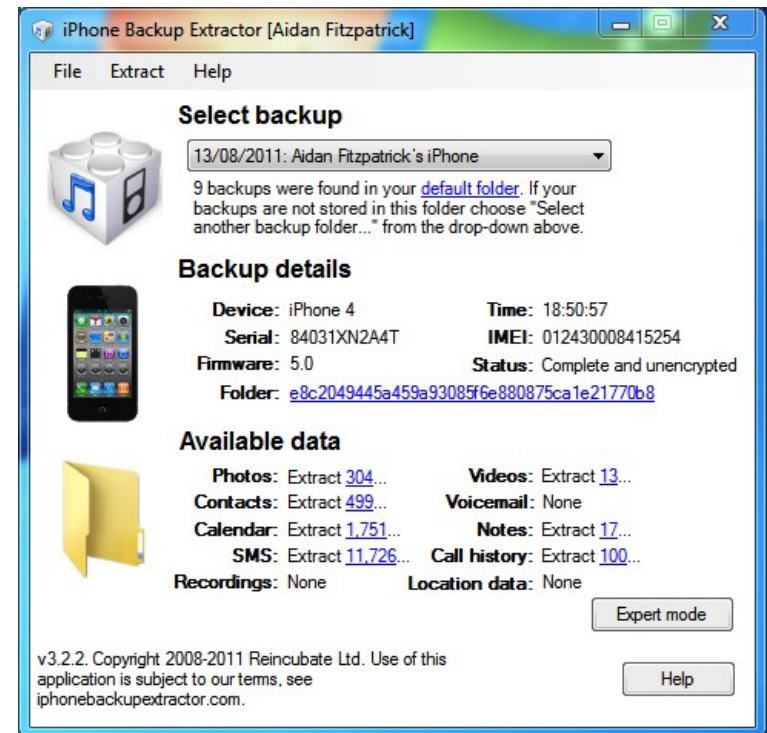 iPhone Backup Extractor [Aidan Fitzpatrick]
File Extract Help
Select backup
13/08/2011: Aidan Fitzpatrick's iPhone
9 backups were found in your default folder. If your
backups are not stored in this folder choose "Select
another backup folder..." from the drop-down above.
Backup details
Device: iPhone 4 Time: 18:50:57
Serial: 84031XN2A4T IMEI: 012430008415254
Firmware: 5.0 Status: Complete and unencrypted
Folder: e8c2049445a459a93085f6e880875ca1e21770b8
Available data
Photos: Extract 304... Videos: Extract 13...
Contacts: Extract 499... Voicemail: None
Calendar: Extract 1,751... Notes: Extract 17...
SMS: Extract 11,726... Call history: Extract 100...
Recordings: None Location data: None
Expert mode
v3.2.2. Copyright 2008-2011 Reincubate Ltd. Use of this
application is subject to our terms, see
iphonebackupextractor.com.
Help